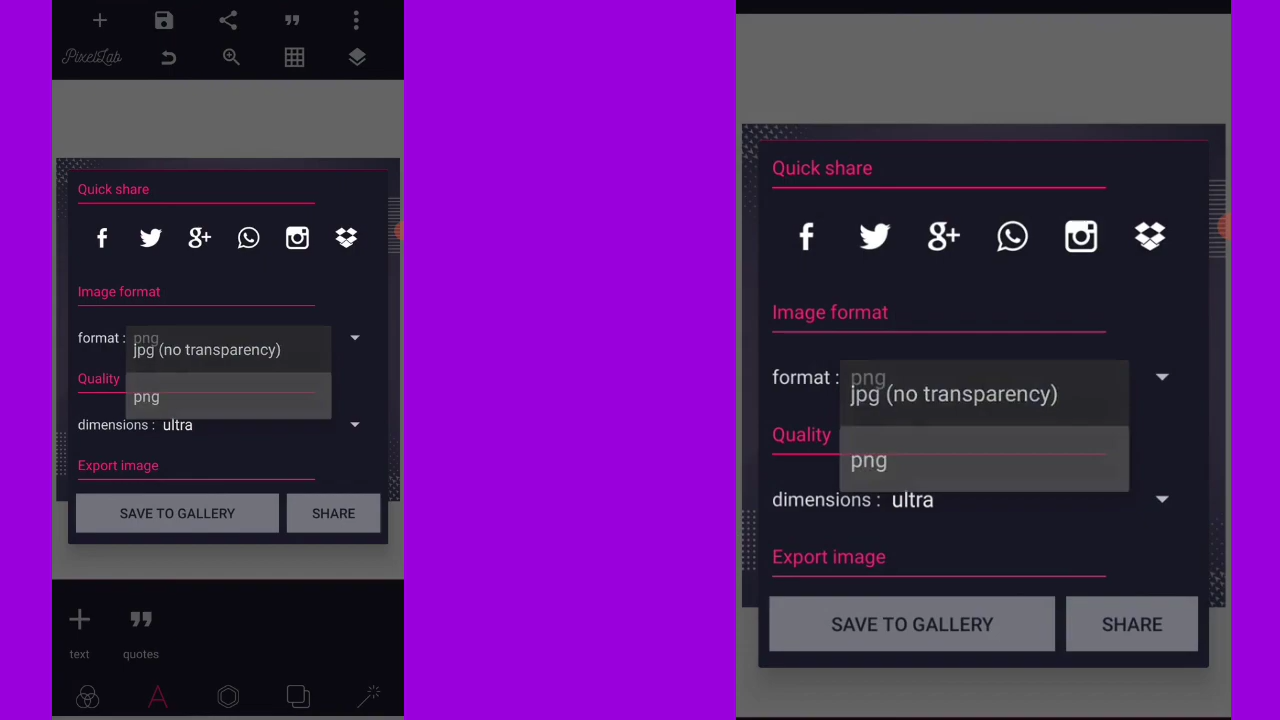 PixelLab
Quick share
Image format
format : png
jpg (no transparency)
Quality
png
dimensions : ultra
Export image
SAVE TO GALLERY SHARE
text quotes
Quick share
Image format
format : png
jpg (no transparency)
Quality
png
dimensions : ultra
Export image
SAVE TO GALLERY SHARE